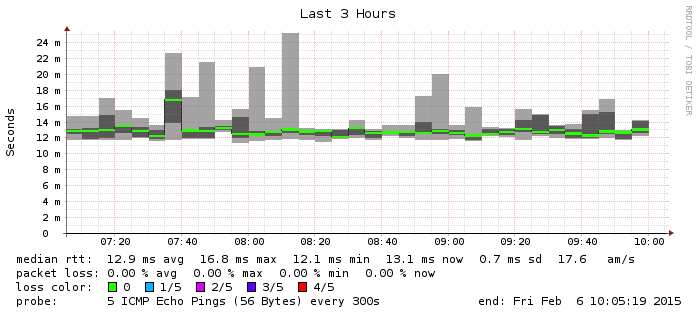 Last 3 Hours
RRDTOOL / TOBI OETIKER
Seconds
24 m
22 m
20 m
18 m
16 m
14 m
12 m
10 m
8 m
6 m
4 m
2 m
0
07:20 07:40 08:00 08:20 08:40 09:00 09:20 09:40 10:00
median rtt: 12.9 ms avg 16.8 ms max 12.1 ms min 13.1 ms now 0.7 ms sd 17.6 am/s
packet loss: 0.00 % avg 0.00 % max 0.00 % min 0.00 % now
loss color: 0 1/5 2/5 3/5 4/5
probe: 5 ICMP Echo Pings (56 Bytes) every 300s end: Fri Feb 6 10:05:19 2015